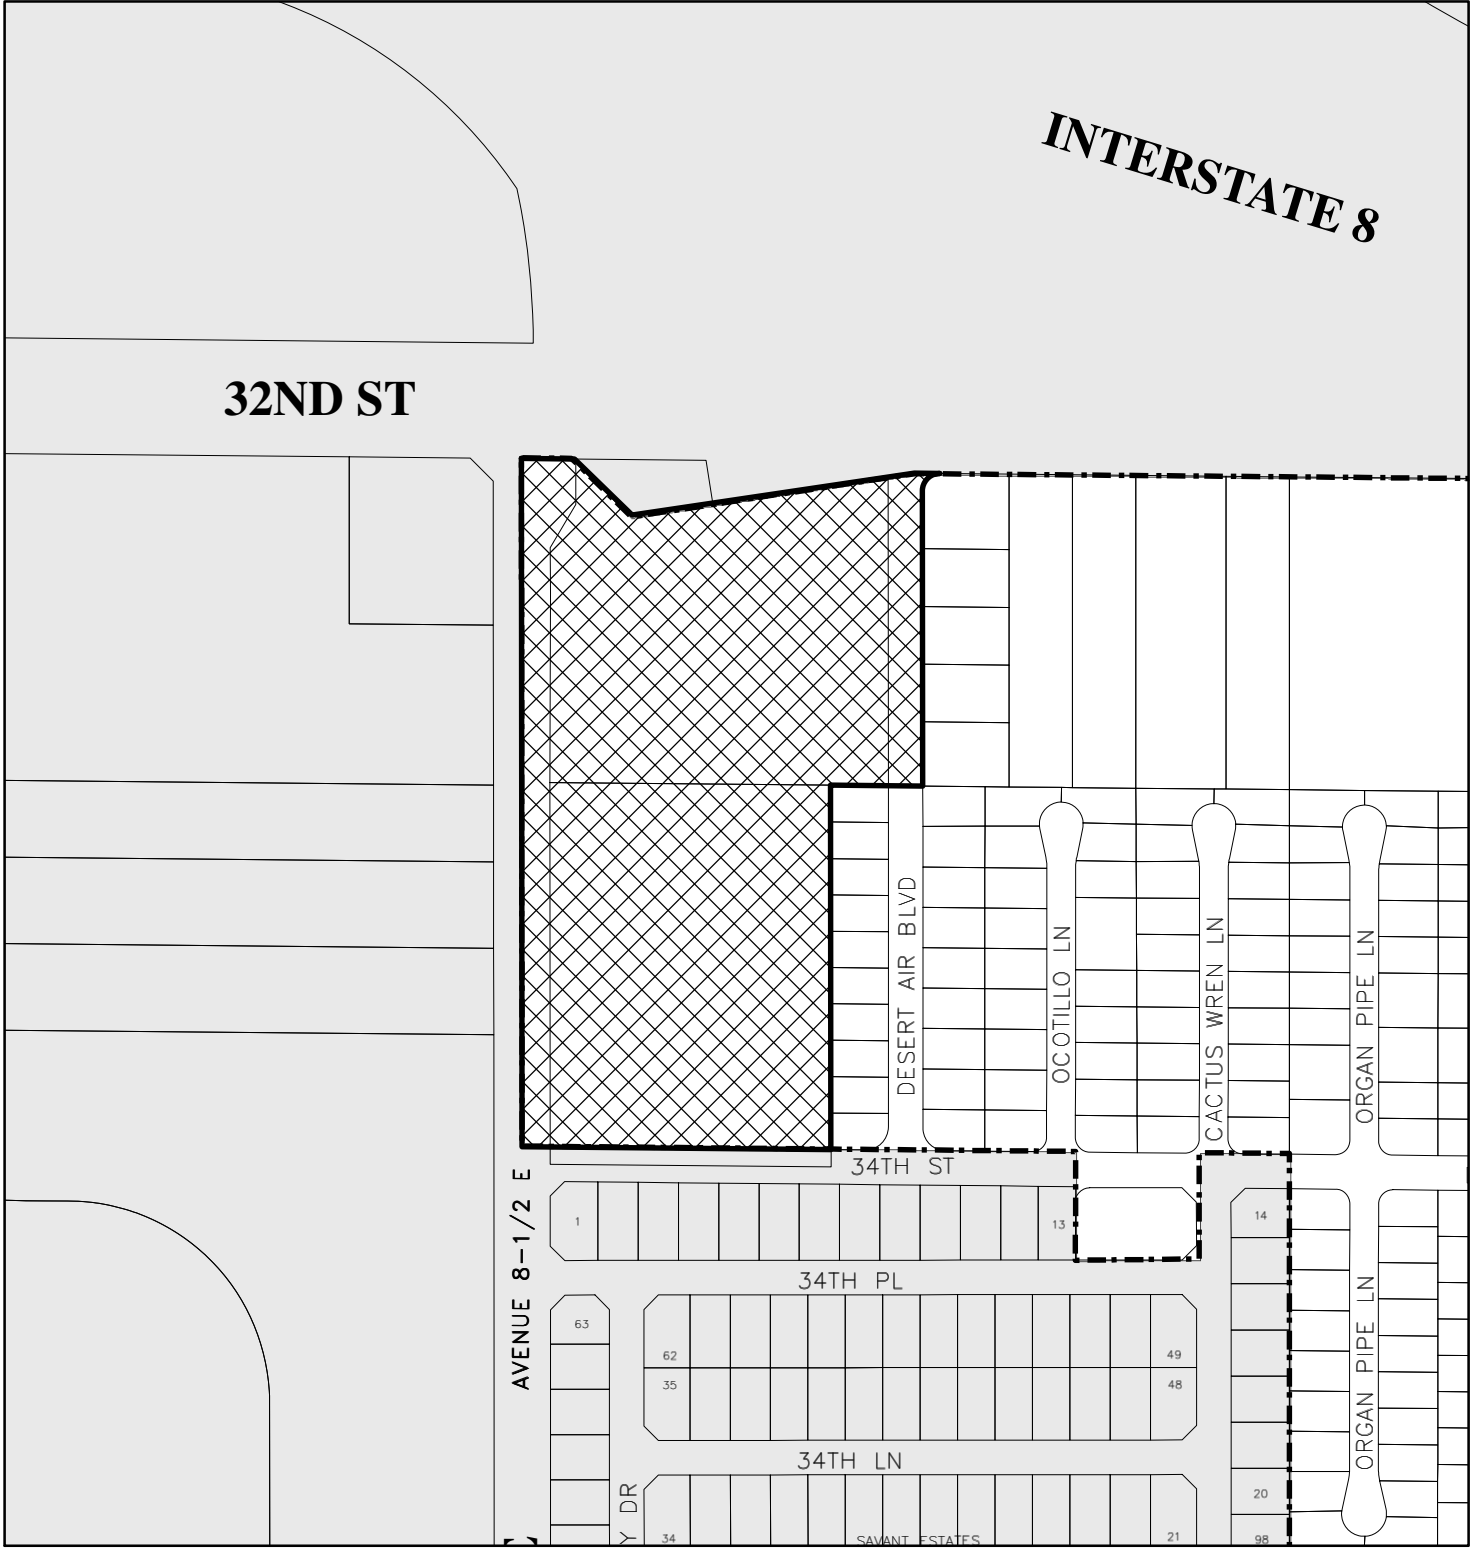 INTERSTATE 8
32ND ST
DESERT AIR BLVD
OCOTILLO LN
CACTUS WREN LN
ORGAN PIPE LN
34TH ST
AVENUE 8-1/2 E
1
13
14
34TH PL
ORGAN PIPE LN
63
62
49
35
48
34TH LN
Y DR
20
34
SAVANT ESTATES
21
98